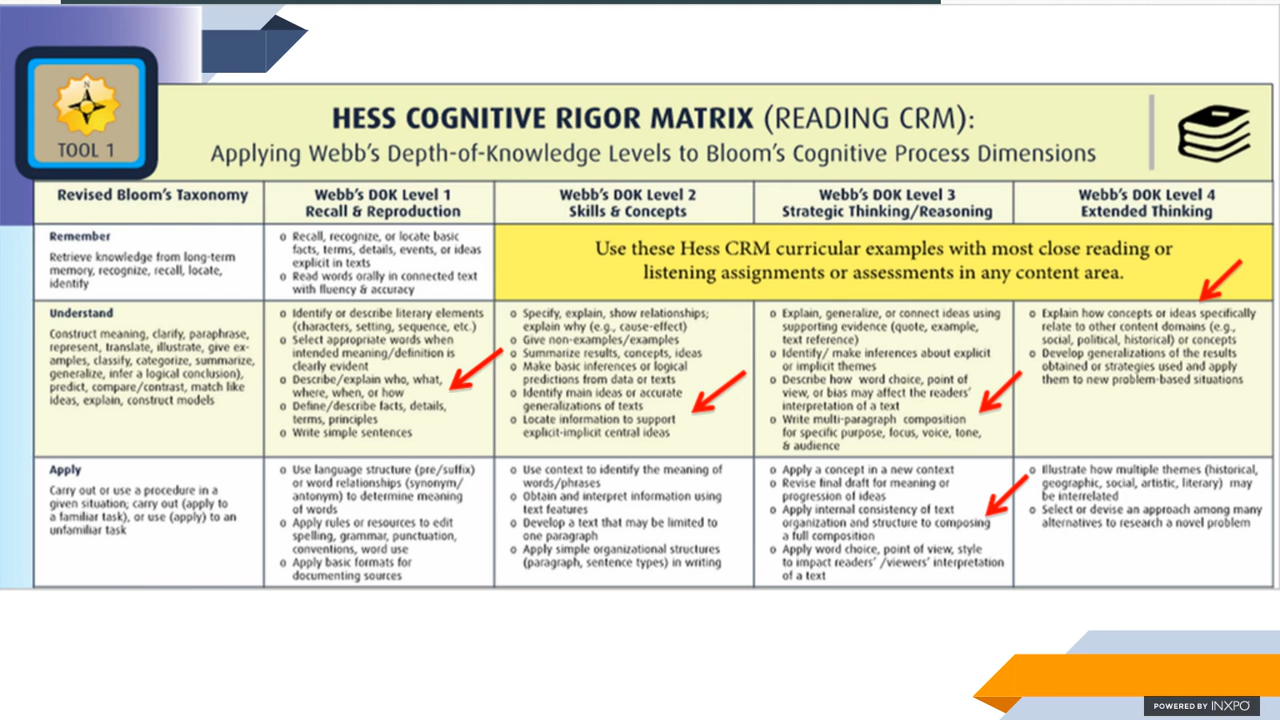 N
TOOL 1
HESS COGNITIVE RIGOR MATRIX (READING CRM):
Applying Webb's Depth-of-Knowledge Levels to Bloom's Cognitive Process Dimensions
Revised Bloom's Taxonomy
Webb's DOK Level 1
Recall & Reproduction
Webb's DOK Level 2
Skills & Concepts
Webb's DOK Level 3
Strategic Thinking/Reasoning
Webb's DOK Level 4
Extended Thinking
Remember
Retrieve knowledge from long-term
memory, recognize, recall, locate,
identify
o Recall, recognize, or locate basic
facts, terms, details, events, or ideas
explicit in texts
o Read words orally in connected text
with fluency & accuracy
Use these Hess CRM curricular examples with most close reading or
listening assignments or assessments in any content area.
Understand
Construct meaning, clarify, paraphrase,
represent, translate, illustrate, give ex-
amples, classify, categorize, summarize,
generalize, infer a logical conclusion),
predict, compare/contrast, match like
ideas, explain, construct models
o Identify or describe literary elements
(characters, setting, sequence, etc.)
o Select appropriate words when
intended meaning/definition is
clearly evident
o Describe/explain who, what,
where, when, or how
o Define/describe facts, details,
terms, principles
o Write simple sentences
o Specify, explain, show relationships;
explain why (e.g., cause-effect)
o Give non-examples/examples
o Summarize results, concepts, ideas
o Make basic inferences or logical
predictions from data or texts
o Identify main ideas or accurate
generalizations of texts
o Locate information to support
explicit-implicit central ideas
o Explain, generalize, or connect ideas using
supporting evidence (quote, example,
text reference)
o Identify/ make inferences about explicit
or implicit themes
o Describe how word choice, point of
view, or bias may affect the readers'
interpretation of a text
o Write multi-paragraph composition
for specific purpose, focus, voice, tone,
& audience
o Explain how concepts or ideas specifically
relate to other content domains (e.g.,
social, political, historical) or concepts
o Develop generalizations of the results
obtained or strategies used and apply
them to new problem-based situations
Apply
Carry out or use a procedure in a
given situation; carry out (apply to
a familiar task), or use (apply) to an
unfamiliar task
o Use language structure (pre/suffix)
or word relationships (synonym/
antonym) to determine meaning
of words
o Apply rules or resources to edit
spelling, grammar, punctuation,
conventions, word use
o Apply basic formats for
documenting sources
o Use context to identify the meaning of
words/phrases
o Obtain and interpret information using
text features
o Develop a text that may be limited to
one paragraph
o Apply simple organizational structures
(paragraph, sentence types) in writing
o Apply a concept in a new context
o Revise final draft for meaning or
progression of ideas
o Apply internal consistency of text
organization and structure to composing
a full composition
o Apply word choice, point of view, style
to impact readers' /viewers' interpretation
of a text
o Illustrate how multiple themes (historical,
geographic, social, artistic, literary) may
be interrelated
o Select or devise an approach among many
alternatives to research a novel problem
POWERED BY INXPO